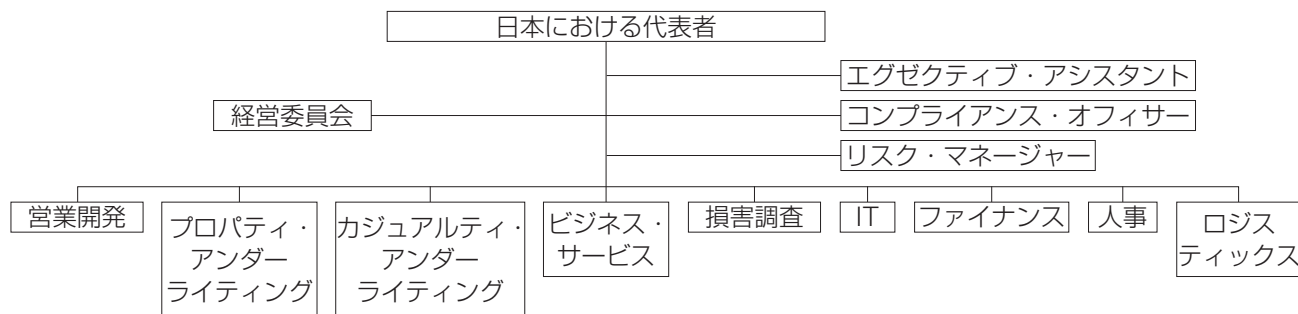 日本における代表者
エグゼクティブ・アシスタント
経営委員会
コンプライアンス・オフィサー
リスク・マネージャー
営業開発
プロパティ・
アンダー
ライティング
カジュアルティ・
アンダー
ライティング
ビジネス・
サービス
損害調査
IT
ファイナンス
人事
ロジス
ティックス